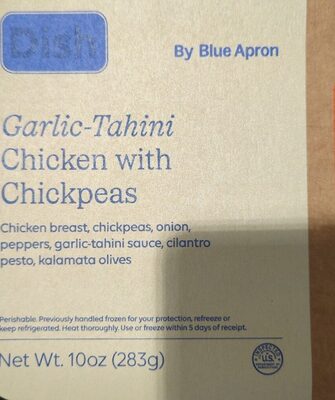 Dish
By Blue Apron
Garlic-Tahini
Chicken with
Chickpeas
Chicken breast, chickpeas, onion,
peppers, garlic-tahini sauce, cilantro
pesto, kalamata olives
Perishable. Previously handled frozen for your protection, refreeze or
keep refrigerated. Heat thoroughly. Use or freeze within 5 days of receipt.
Net Wt. 10oz (283g)
INSPECTED
U.S.